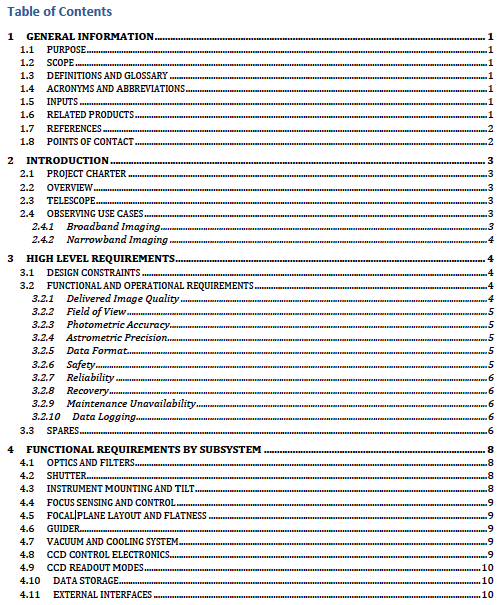 Table of Contents
1 GENERAL INFORMATION 1
1.1 PURPOSE 1
1.2 SCOPE 1
1.3 DEFINITIONS AND GLOSSARY 1
1.4 ACRONYMS AND ABBREVIATIONS 1
1.5 INPUTS 1
1.6 RELATED PRODUCTS 1
1.7 REFERENCES 2
1.8 POINTS OF CONTACT 2
2 INTRODUCTION 3
2.1 PROJECT CHARTER 3
2.2 OVERVIEW 3
2.3 TELESCOPE 3
2.4 OBSERVING USE CASES 3
2.4.1 Broadband Imaging 3
2.4.2 Narrowband Imaging 4
3 HIGH LEVEL REQUIREMENTS 4
3.1 DESIGN CONSTRAINTS 4
3.2 FUNCTIONAL AND OPERATIONAL REQUIREMENTS 4
3.2.1 Delivered Image Quality 4
3.2.2 Field of View 5
3.2.3 Photometric Accuracy 5
3.2.4 Astrometric Precision 5
3.2.5 Data Format 5
3.2.6 Safety 5
3.2.7 Reliability 6
3.2.8 Recovery 6
3.2.9 Maintenance Unavailability 6
3.2.10 Data Logging 6
3.3 SPARES 6
4 FUNCTIONAL REQUIREMENTS BY SUBSYSTEM 8
4.1 OPTICS AND FILTERS 8
4.2 SHUTTER 8
4.3 INSTRUMENT MOUNTING AND TILT 8
4.4 FOCUS SENSING AND CONTROL 9
4.5 FOCAL PLANE LAYOUT AND FLATNESS 9
4.6 GUIDER 9
4.7 VACUUM AND COOLING SYSTEM 9
4.8 CCD CONTROL ELECTRONICS 9
4.9 CCD READOUT MODES 10
4.10 DATA STORAGE 10
4.11 EXTERNAL INTERFACES 10